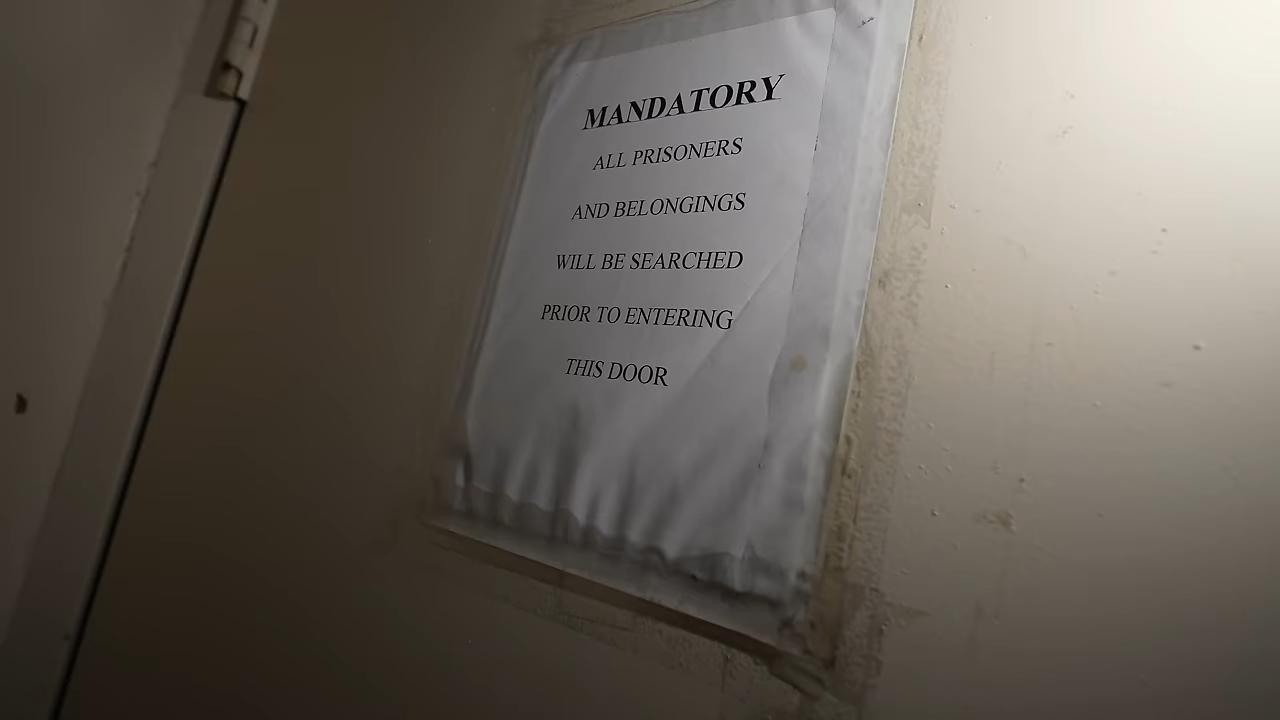 MANDATORY
ALL PRISONERS
AND BELONGINGS
WILL BE SEARCHED
PRIOR TO ENTERING
THIS DOOR